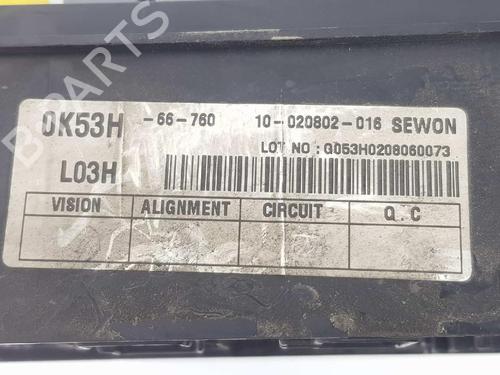 0K53H -66-760 10-020802-016 SEWON
LOT NO : G053H0208060073
L03H
VISION ALIGNMENT CIRCUIT Q.C